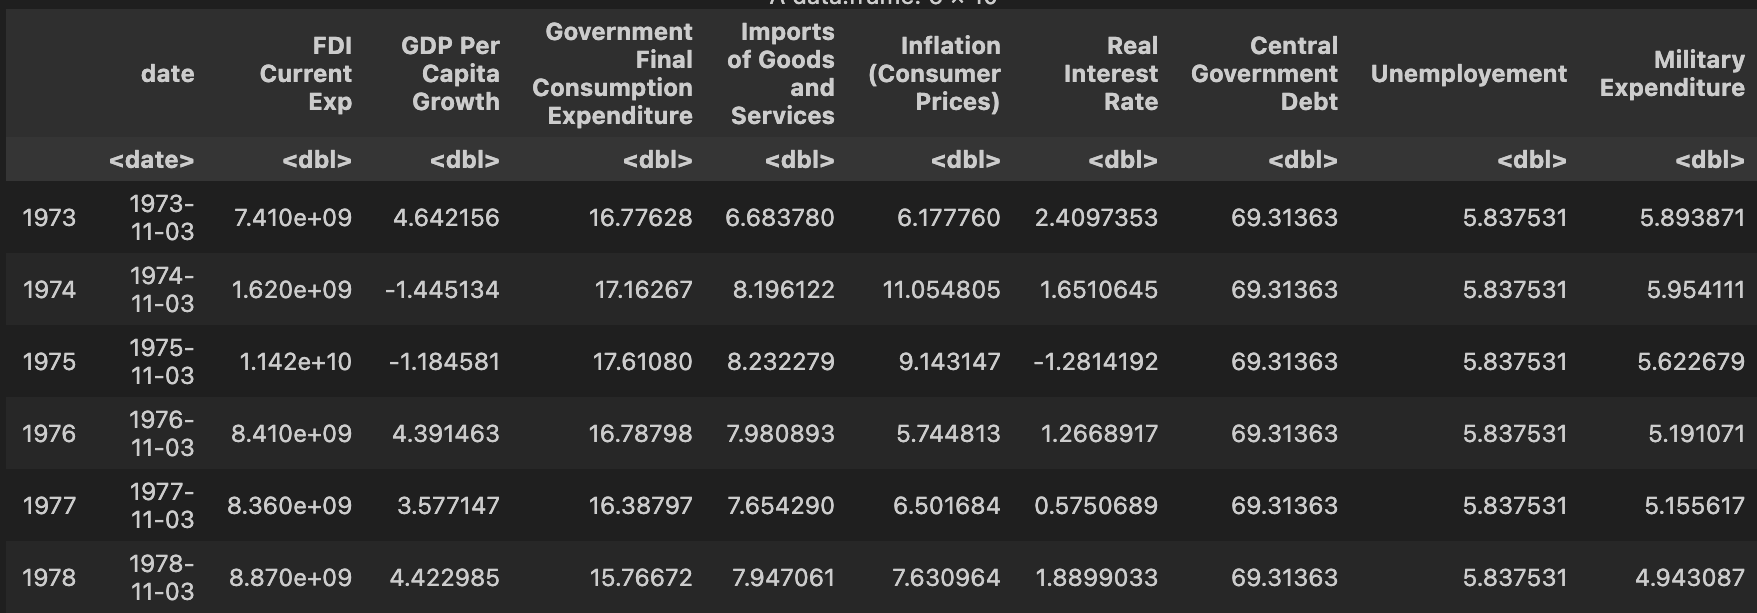 A data.frame: 6 × 10
date FDI Current Exp GDP Per Capita Growth Government Final Consumption Expenditure Imports of Goods and Services Inflation (Consumer Prices) Real Interest Rate Central Government Debt Unemployement Military Expenditure
<date> <dbl> <dbl> <dbl> <dbl> <dbl> <dbl> <dbl> <dbl> <dbl>
1973 1973-11-03 7.410e+09 4.642156 16.77628 6.683780 6.177760 2.4097353 69.31363 5.837531 5.893871
1974 1974-11-03 1.620e+09 -1.445134 17.16267 8.196122 11.054805 1.6510645 69.31363 5.837531 5.954111
1975 1975-11-03 1.142e+10 -1.184581 17.61080 8.232279 9.143147 -1.2814192 69.31363 5.837531 5.622679
1976 1976-11-03 8.410e+09 4.391463 16.78798 7.980893 5.744813 1.2668917 69.31363 5.837531 5.191071
1977 1977-11-03 8.360e+09 3.577147 16.38797 7.654290 6.501684 0.5750689 69.31363 5.837531 5.155617
1978 1978-11-03 8.870e+09 4.422985 15.76672 7.947061 7.630964 1.8899033 69.31363 5.837531 4.943087